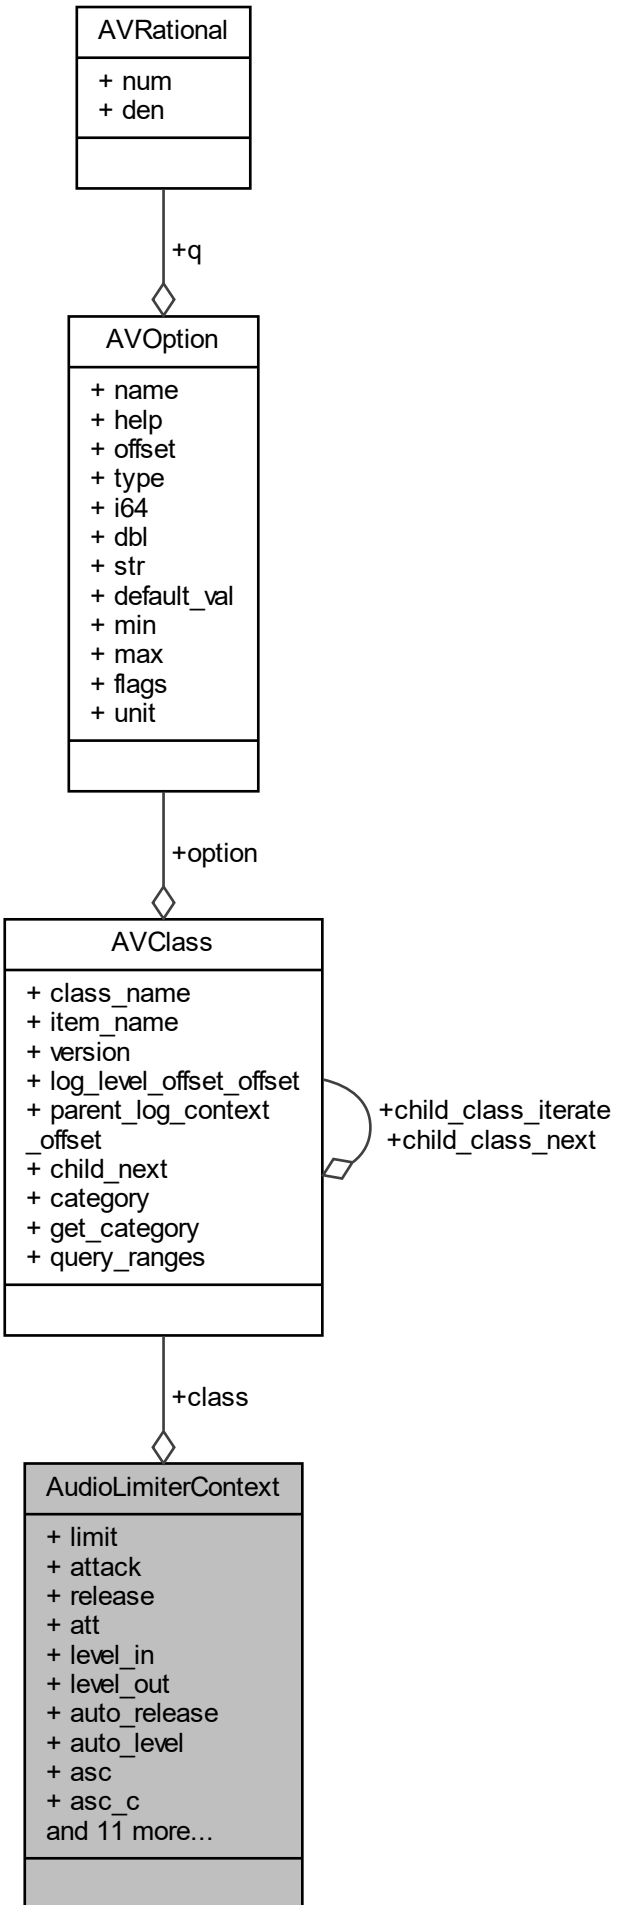 AVRational
+ num
+ den
+q
AVOption
+ name
+ help
+ offset
+ type
+ i64
+ dbl
+ str
+ default_val
+ min
+ max
+ flags
+ unit
+option
AVClass
+ class_name
+ item_name
+ version
+ log_level_offset_offset
+ parent_log_context
_offset
+ child_next
+ category
+ get_category
+ query_ranges
+child_class_iterate
+child_class_next
+class
AudioLimiterContext
+ limit
+ attack
+ release
+ att
+ level_in
+ level_out
+ auto_release
+ auto_level
+ asc
+ asc_c
and 11 more...